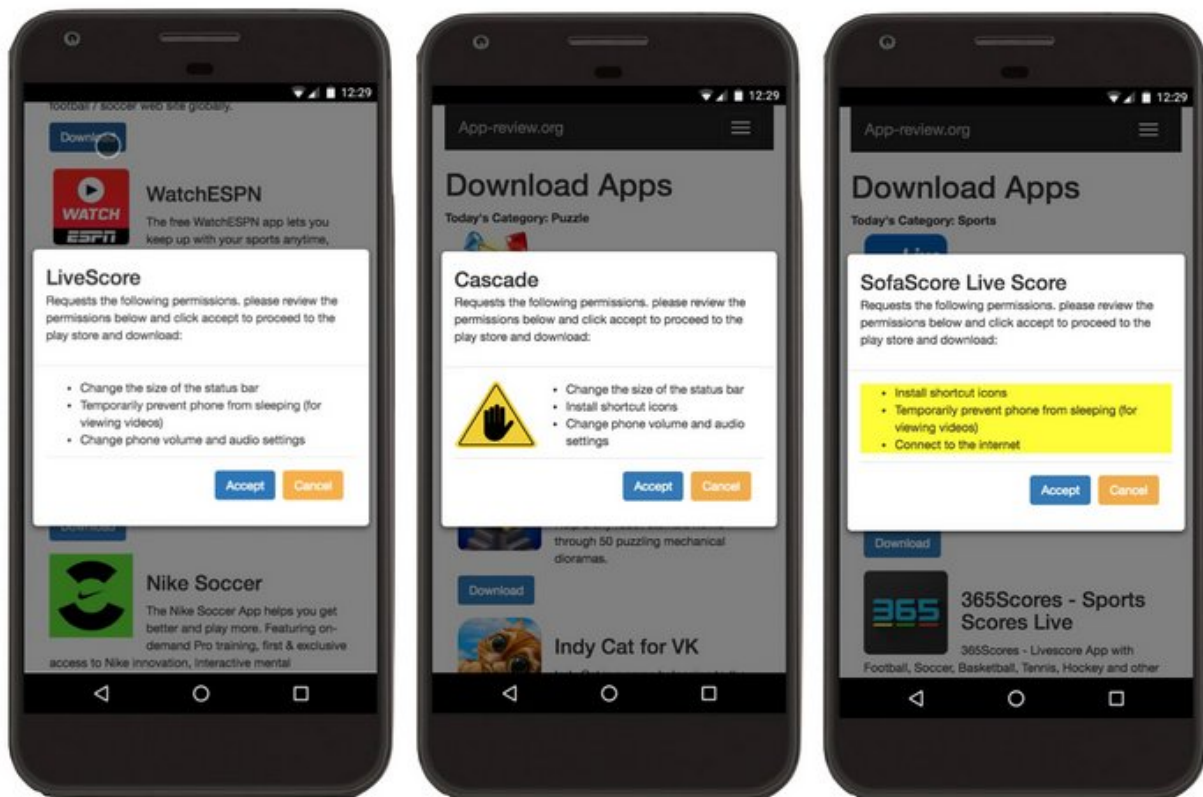 12:29
football / soccer web site globally.
Download
WATCH
ESPN
WatchESPN
The free WatchESPN app lets you
keep up with your sports anytime,
LiveScore
Requests the following permissions. please review the
permissions below and click accept to proceed to the
play store and download:
• Change the size of the status bar
• Temporarily prevent phone from sleeping (for
viewing videos)
• Change phone volume and audio settings
Accept Cancel
Download
Nike Soccer
The Nike Soccer App helps you get
better and play more. Featuring on-
demand Pro training, first & exclusive
access to Nike innovation, Interactive mental
12:29
App-review.org
Download Apps
Today's Category: Puzzle
Cascade
Requests the following permissions. please review the
permissions below and click accept to proceed to the
play store and download:
• Change the size of the status bar
• Install shortcut icons
• Change phone volume and audio
settings
Accept Cancel
through 50 puzzling mechanical
dioramas.
Download
Indy Cat for VK
12:29
App-review.org
Download Apps
Today's Category: Sports
Live
SofaScore Live Score
Requests the following permissions. please review the
permissions below and click accept to proceed to the
play store and download:
• Install shortcut icons
• Temporarily prevent phone from sleeping (for
viewing videos)
• Connect to the internet
Accept Cancel
Download
365
365Scores - Sports
Scores Live
365Scores - Livescore App with
Football, Soccer, Basketball, Tennis, Hockey and other